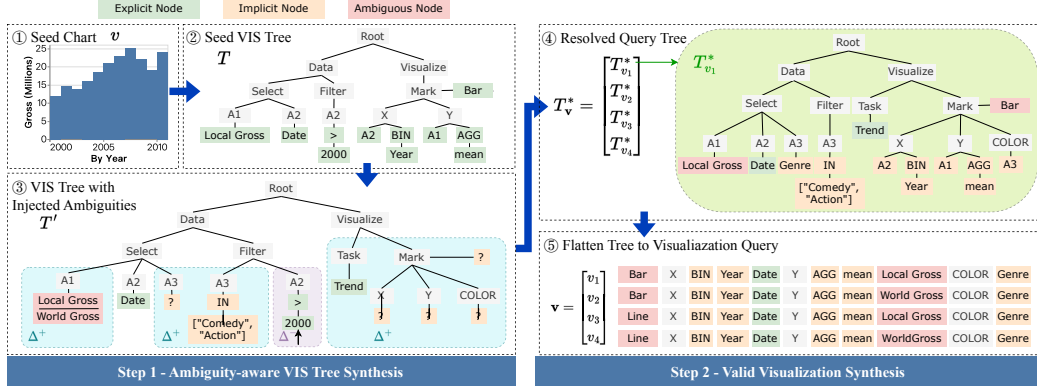 Explicit Node Implicit Node Ambiguous Node
① Seed Chart v
Gross (Millions)
25
20
15
10
5
0
2000 2005 2010
By Year
② Seed VIS Tree
T
Root
Data Visualize
Select Filter Mark Bar
A1 A2 A2 X Y
Local Gross Date > A2 BIN A1 AGG
2000 Year mean
③ VIS Tree with
Injected Ambiguities
T′
Root
Data Visualize
Select Filter Task Mark ?
A1 A2 A3 A3 A2 Trend X Y COLOR
Local Gross Date ? IN > ? ? ?
World Gross
["Comedy", 2000
"Action"]
Δ+ Δ+ Δ- Δ+
Step 1 - Ambiguity-aware VIS Tree Synthesis
④ Resolved Query Tree
T*v = [T*v1 T*v1
T*v2
T*v3
T*v4]
Root
Data Visualize
Select Filter Task Mark Bar
Trend
A1 A2 A3 A3 X Y COLOR
Local Gross Date Genre IN A2 BIN A1 AGG A3
["Comedy", Year mean
"Action"]
⑤ Flatten Tree to Visualiazation Query
v = [v1 Bar X BIN Year Date Y AGG mean Local Gross COLOR Genre
v2 Bar X BIN Year Date Y AGG mean World Gross COLOR Genre
v3 Line X BIN Year Date Y AGG mean Local Gross COLOR Genre
v4] Line X BIN Year Date Y AGG mean WorldGross COLOR Genre
Step 2 - Valid Visualization Synthesis